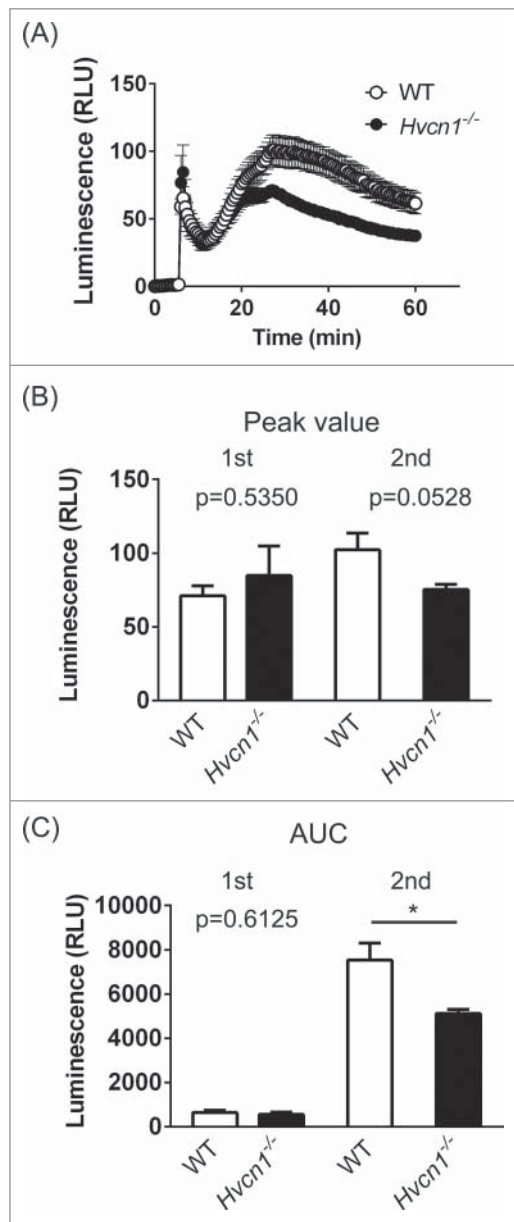 (A)
Luminescence (RLU)
150
100
50
0
WT
Hvcn1-/-
0 20 40 60
Time (min)
(B)
Peak value
1st 2nd
p=0.5350 p=0.0528
Luminescence (RLU)
150
100
50
0
WT Hvcn1-/- WT Hvcn1-/-
(C)
AUC
1st 2nd
p=0.6125 *
Luminescence (RLU)
10000
8000
6000
4000
2000
0
WT Hvcn1-/- WT Hvcn1-/-